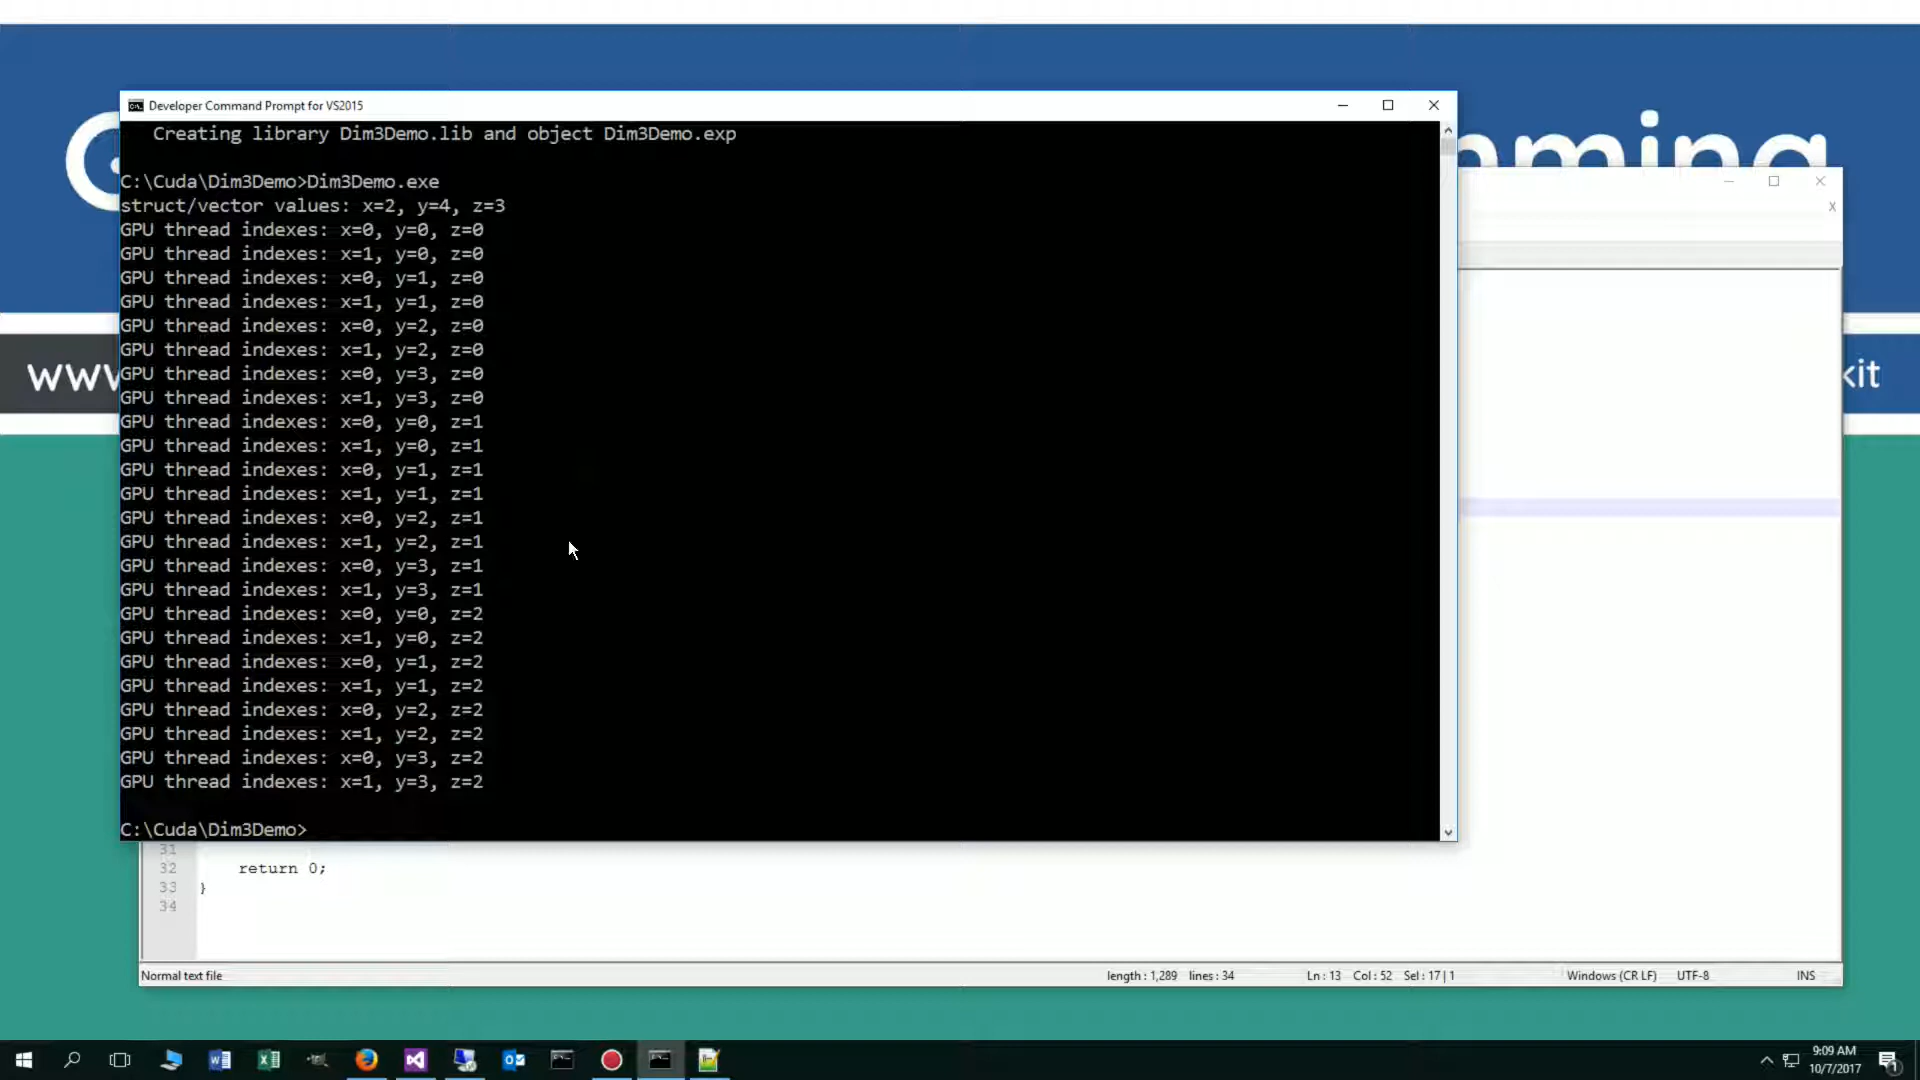 mming
www
kit
Developer Command Prompt for VS2015
Creating library Dim3Demo.lib and object Dim3Demo.exp
C:\Cuda\Dim3Demo>Dim3Demo.exe
struct/vector values: x=2, y=4, z=3
GPU thread indexes: x=0, y=0, z=0
GPU thread indexes: x=1, y=0, z=0
GPU thread indexes: x=0, y=1, z=0
GPU thread indexes: x=1, y=1, z=0
GPU thread indexes: x=0, y=2, z=0
GPU thread indexes: x=1, y=2, z=0
GPU thread indexes: x=0, y=3, z=0
GPU thread indexes: x=1, y=3, z=0
GPU thread indexes: x=0, y=0, z=1
GPU thread indexes: x=1, y=0, z=1
GPU thread indexes: x=0, y=1, z=1
GPU thread indexes: x=1, y=1, z=1
GPU thread indexes: x=0, y=2, z=1
GPU thread indexes: x=1, y=2, z=1
GPU thread indexes: x=0, y=3, z=1
GPU thread indexes: x=1, y=3, z=1
GPU thread indexes: x=0, y=0, z=2
GPU thread indexes: x=1, y=0, z=2
GPU thread indexes: x=0, y=1, z=2
GPU thread indexes: x=1, y=1, z=2
GPU thread indexes: x=0, y=2, z=2
GPU thread indexes: x=1, y=2, z=2
GPU thread indexes: x=0, y=3, z=2
GPU thread indexes: x=1, y=3, z=2
C:\Cuda\Dim3Demo>
31
32 return 0;
33 }
34
Normal text file length : 1,289 lines : 34 Ln : 13 Col : 52 Sel : 17 | 1 Windows (CR LF) UTF-8 INS
9:09 AM
10/7/2017